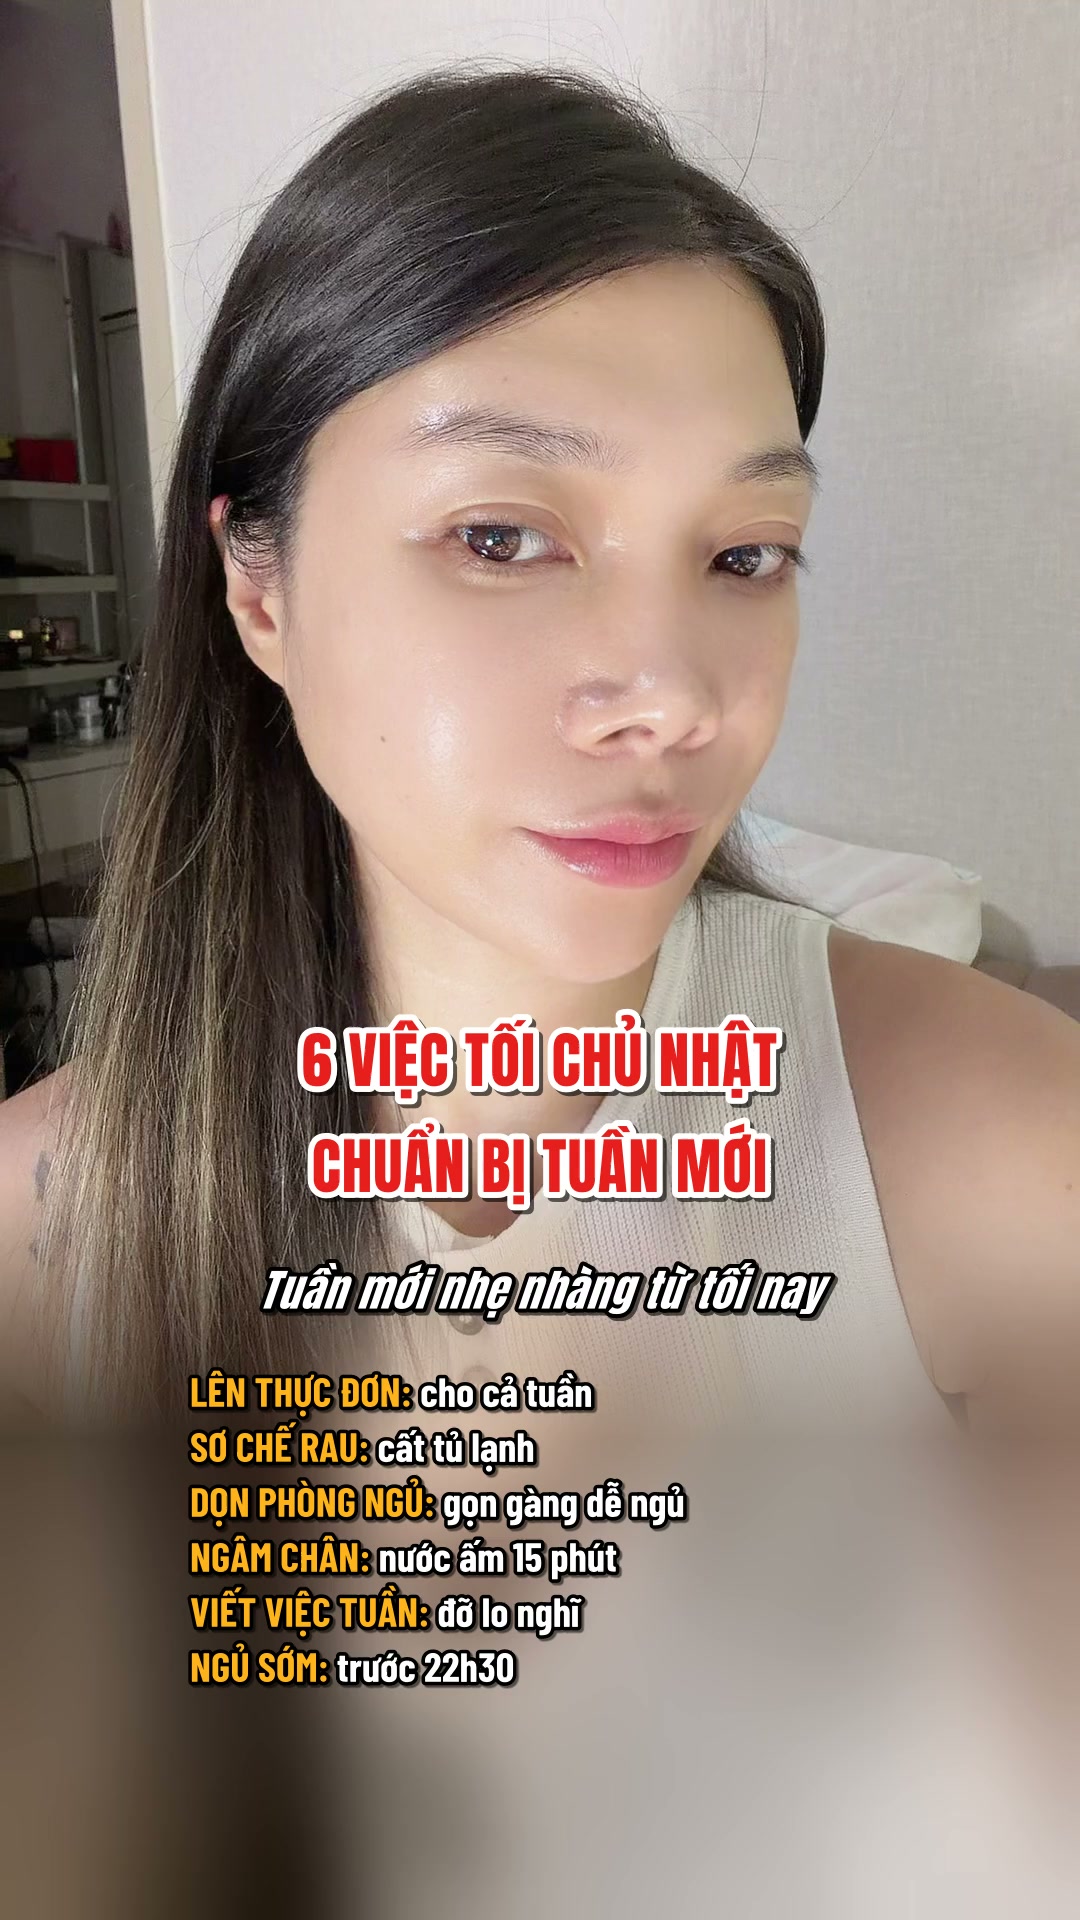 6 VIỆC TỐI CHỦ NHẬT
CHUẨN BỊ TUẦN MỚI
Tuần mới nhẹ nhàng từ tối nay
LÊN THỰC ĐƠN: cho cả tuần
SƠ CHẾ RAU: cất tủ lạnh
DỌN PHÒNG NGỦ: gọn gàng dễ ngủ
NGÂM CHÂN: nước ấm 15 phút
VIẾT VIỆC TUẦN: đỡ lo nghĩ
NGỦ SỚM: trước 22h30